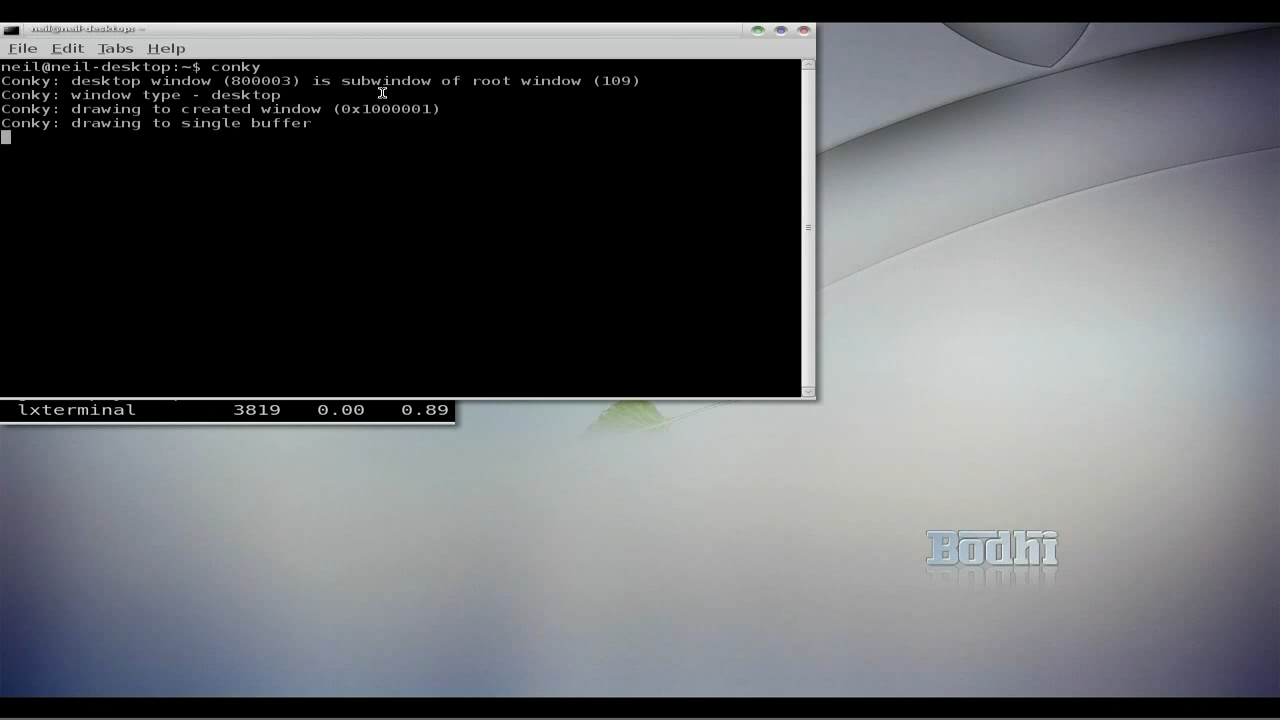 neil@neil-desktop: ~
File Edit Tabs Help
neil@neil-desktop:~$ conky
Conky: desktop window (800003) is subwindow of root window (109)
Conky: window type - desktop
Conky: drawing to created window (0x1000001)
Conky: drawing to single buffer
lxterminal 3819 0.00 0.89
Bodhi